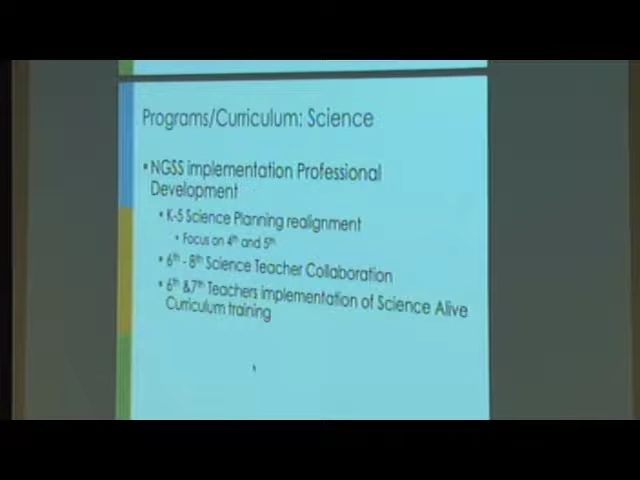 Programs/Curriculum: Science
• NGSS implementation Professional
Development
• K-5 Science Planning realignment
• Focus on 4th and 5th
• 6th - 8th Science Teacher Collaboration
• 6th &7th Teachers implementation of Science Alive
Curriculum training